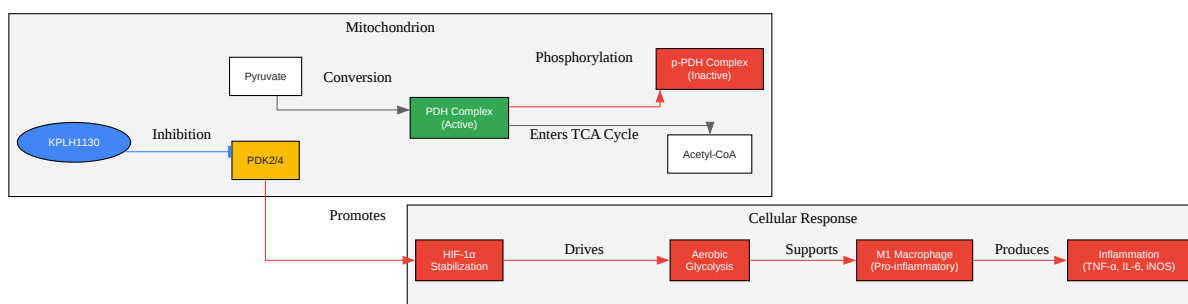 Mitochondrion
Phosphorylation
p-PDH Complex
(Inactive)
Pyruvate
Conversion
PDH Complex
(Active)
Inhibition
Enters TCA Cycle
KPLH1130
PDK2/4
Acetyl-CoA
Promotes
Cellular Response
HIF-1α
Stabilization
Drives
Aerobic
Glycolysis
Supports
M1 Macrophage
(Pro-inflammatory)
Produces
Inflammation
(TNF-α, IL-6, iNOS)